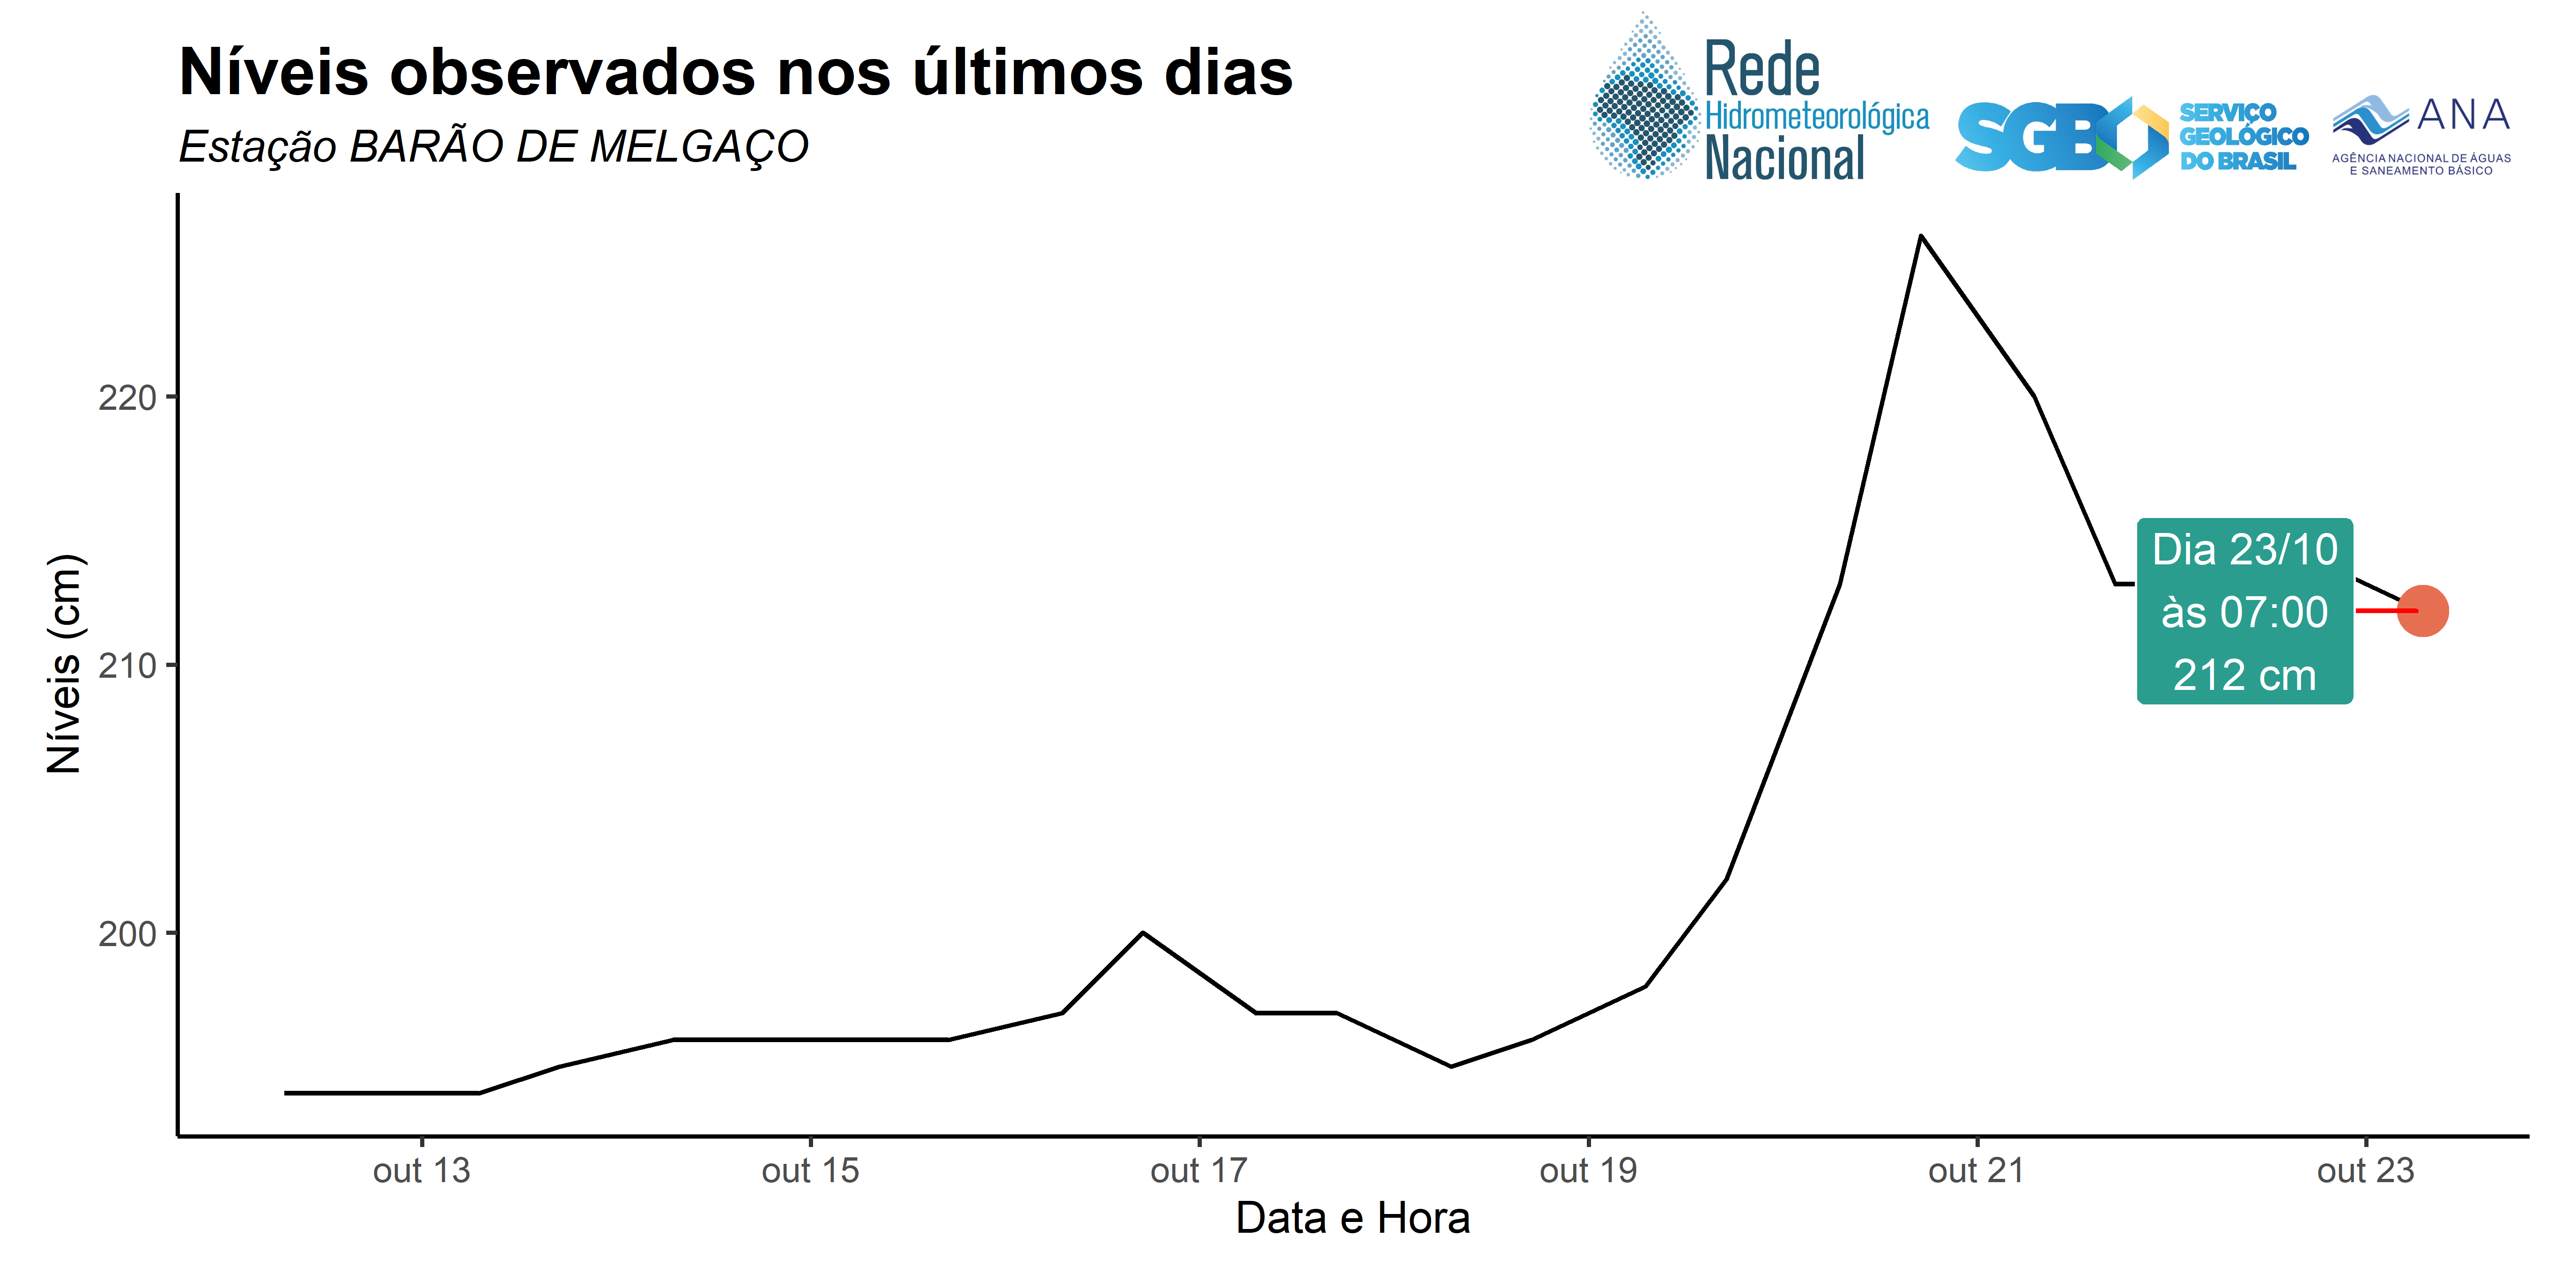 Níveis observados nos últimos dias
Estação BARÃO DE MELGAÇO
Rede
Hidrometeorológica
Nacional
SGB
SERVIÇO
GEOLÓGICO
DO BRASIL
ANA
AGÊNCIA NACIONAL DE ÁGUAS
E SANEAMENTO BÁSICO
Níveis (cm)
220
210
200
Dia 23/10
às 07:00
212 cm
out 13
out 15
out 17
out 19
out 21
out 23
Data e Hora